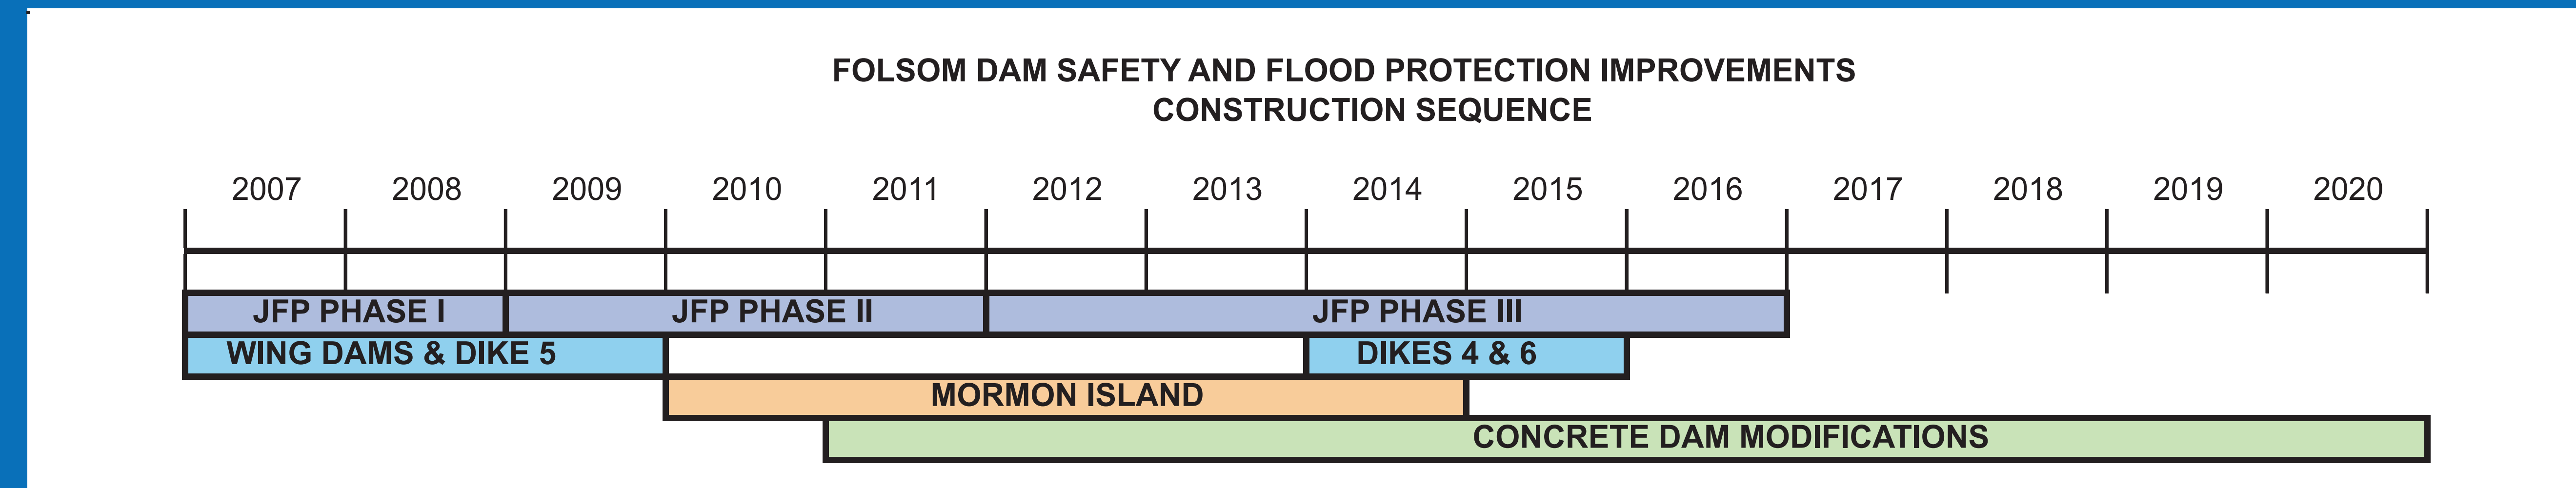 FOLSOM DAM SAFETY AND FLOOD PROTECTION IMPROVEMENTS
CONSTRUCTION SEQUENCE
2007 2008 2009 2010 2011 2012 2013 2014 2015 2016 2017 2018 2019 2020
JFP PHASE I JFP PHASE II JFP PHASE III
WING DAMS & DIKE 5 DIKES 4 & 6
MORMON ISLAND
CONCRETE DAM MODIFICATIONS